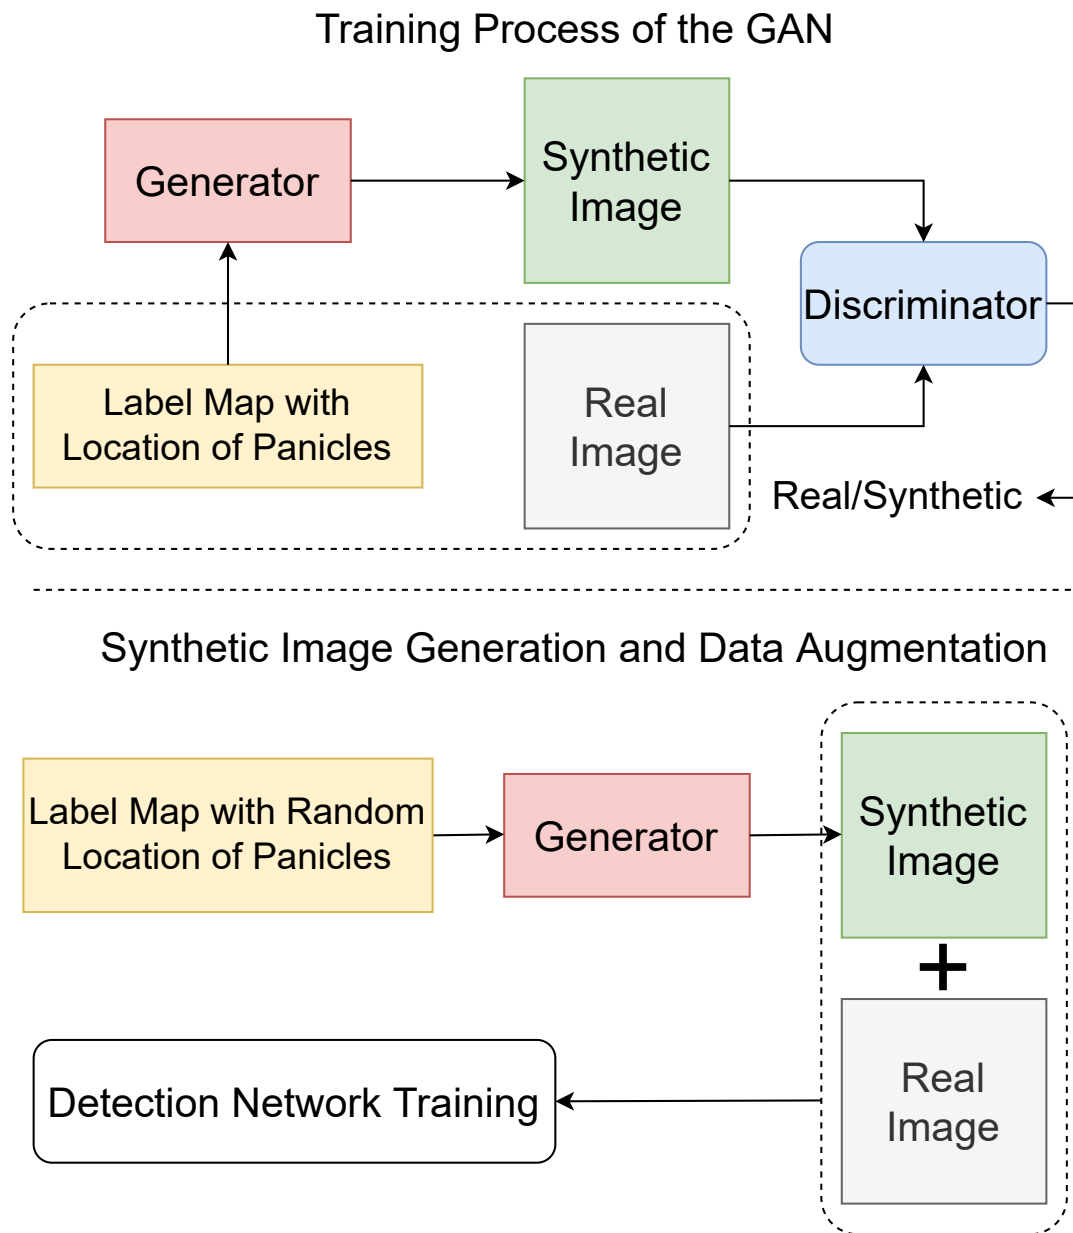 Training Process of the GAN
Generator
Synthetic
Image
Discriminator
Label Map with
Location of Panicles
Real
Image
Real/Synthetic
Synthetic Image Generation and Data Augmentation
Label Map with Random
Location of Panicles
Generator
Synthetic
Image
+
Real
Image
Detection Network Training